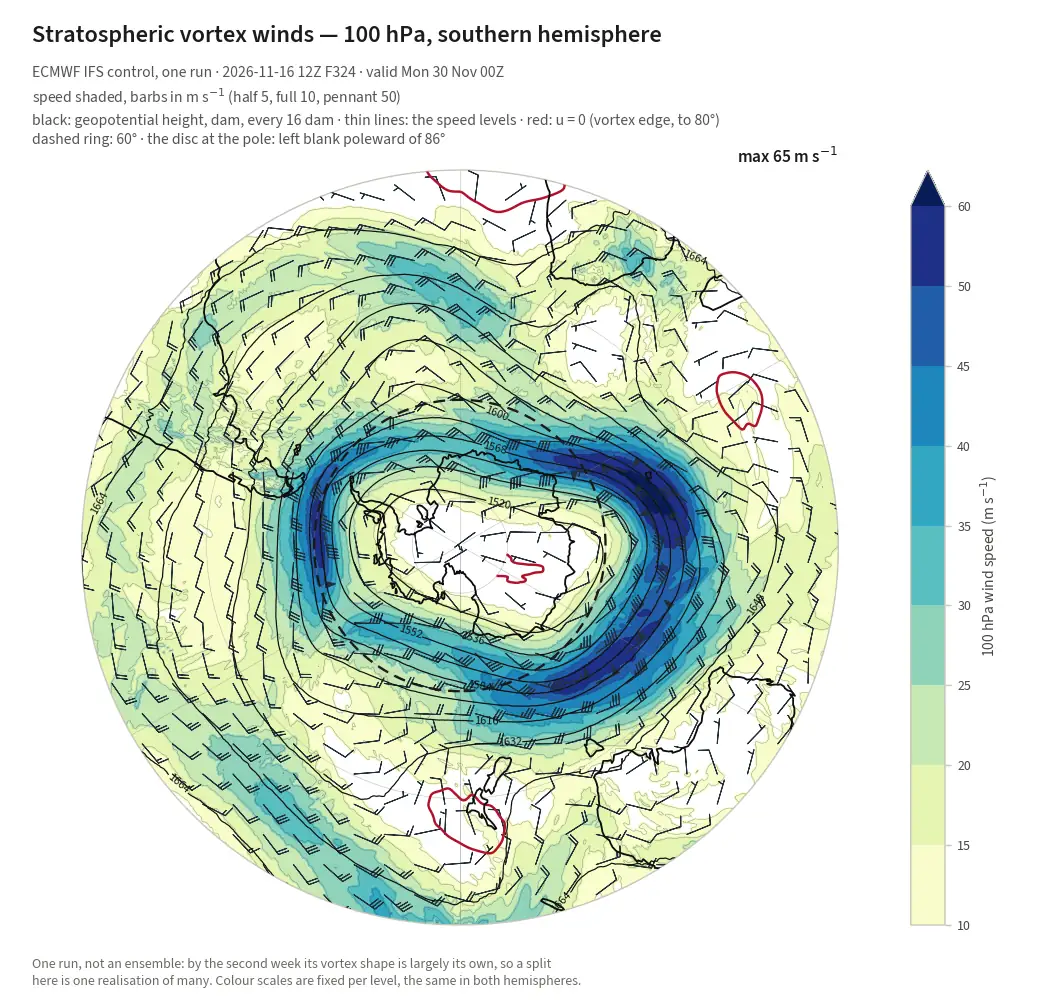 Stratospheric vortex winds — 100 hPa, southern hemisphere
ECMWF IFS control, one run · 2026-11-16 12Z F324 · valid Mon 30 Nov 00Z
speed shaded, barbs in m s⁻¹ (half 5, full 10, pennant 50)
black: geopotential height, dam, every 16 dam · thin lines: the speed levels · red: u = 0 (vortex edge, to 80°)
dashed ring: 60° · the disc at the pole: left blank poleward of 86°
max 65 m s⁻¹
60
50
45
40
35
30
25
20
15
10
100 hPa wind speed (m s⁻¹)
1664
1600
1568
1520
1664
1648
1552
1616
1632
1664
One run, not an ensemble: by the second week its vortex shape is largely its own, so a split
here is one realisation of many. Colour scales are fixed per level, the same in both hemispheres.